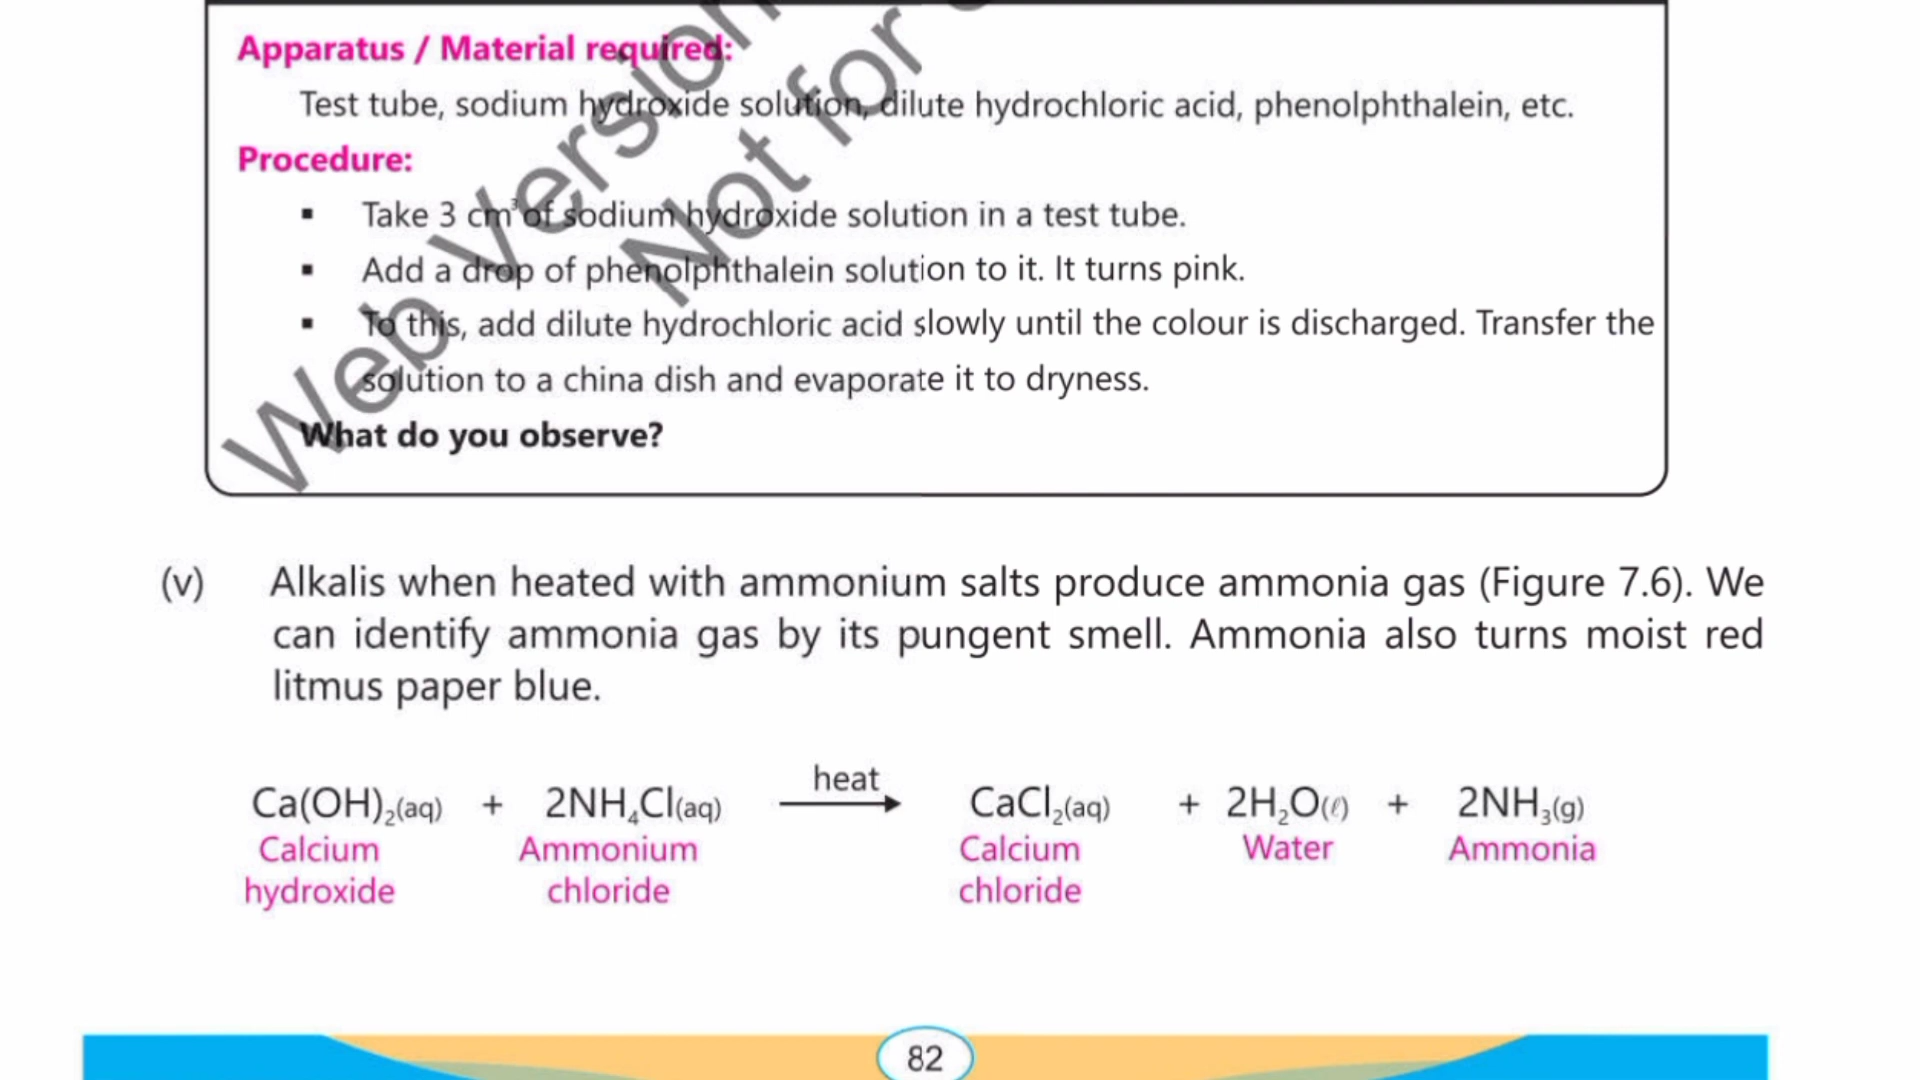 Apparatus / Material required:
Test tube, sodium hydroxide solution, dilute hydrochloric acid, phenolphthalein, etc.
Procedure:
▪ Take 3 cm³ of sodium hydroxide solution in a test tube.
▪ Add a drop of phenolphthalein solution to it. It turns pink.
▪ To this, add dilute hydrochloric acid slowly until the colour is discharged. Transfer the
solution to a china dish and evaporate it to dryness.
What do you observe?
Web Version
Not for
(v) Alkalis when heated with ammonium salts produce ammonia gas (Figure 7.6). We
can identify ammonia gas by its pungent smell. Ammonia also turns moist red
litmus paper blue.
heat
Ca(OH)₂(aq) + 2NH₄Cl(aq) → CaCl₂(aq) + 2H₂O(ℓ) + 2NH₃(g)
Calcium Ammonium Calcium Water Ammonia
hydroxide chloride chloride
82